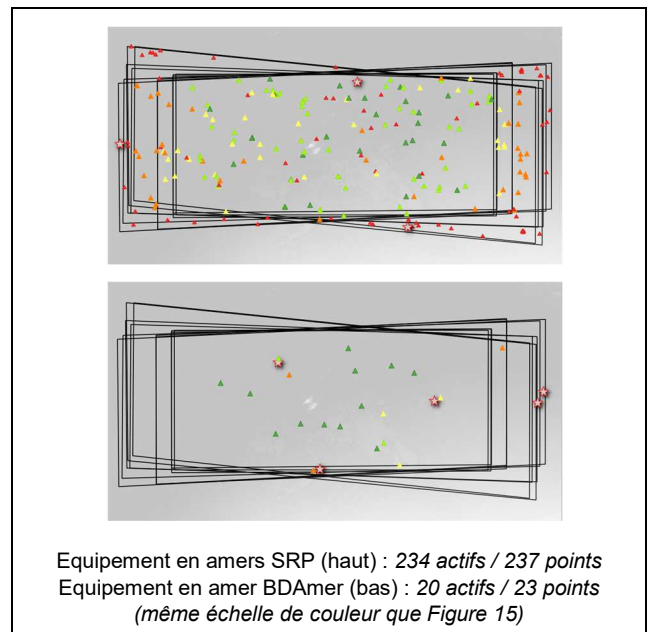 Equipement en amers SRP (haut) : 234 actifs / 237 points
Equipement en amer BDAmer (bas) : 20 actifs / 23 points
(même échelle de couleur que Figure 15)